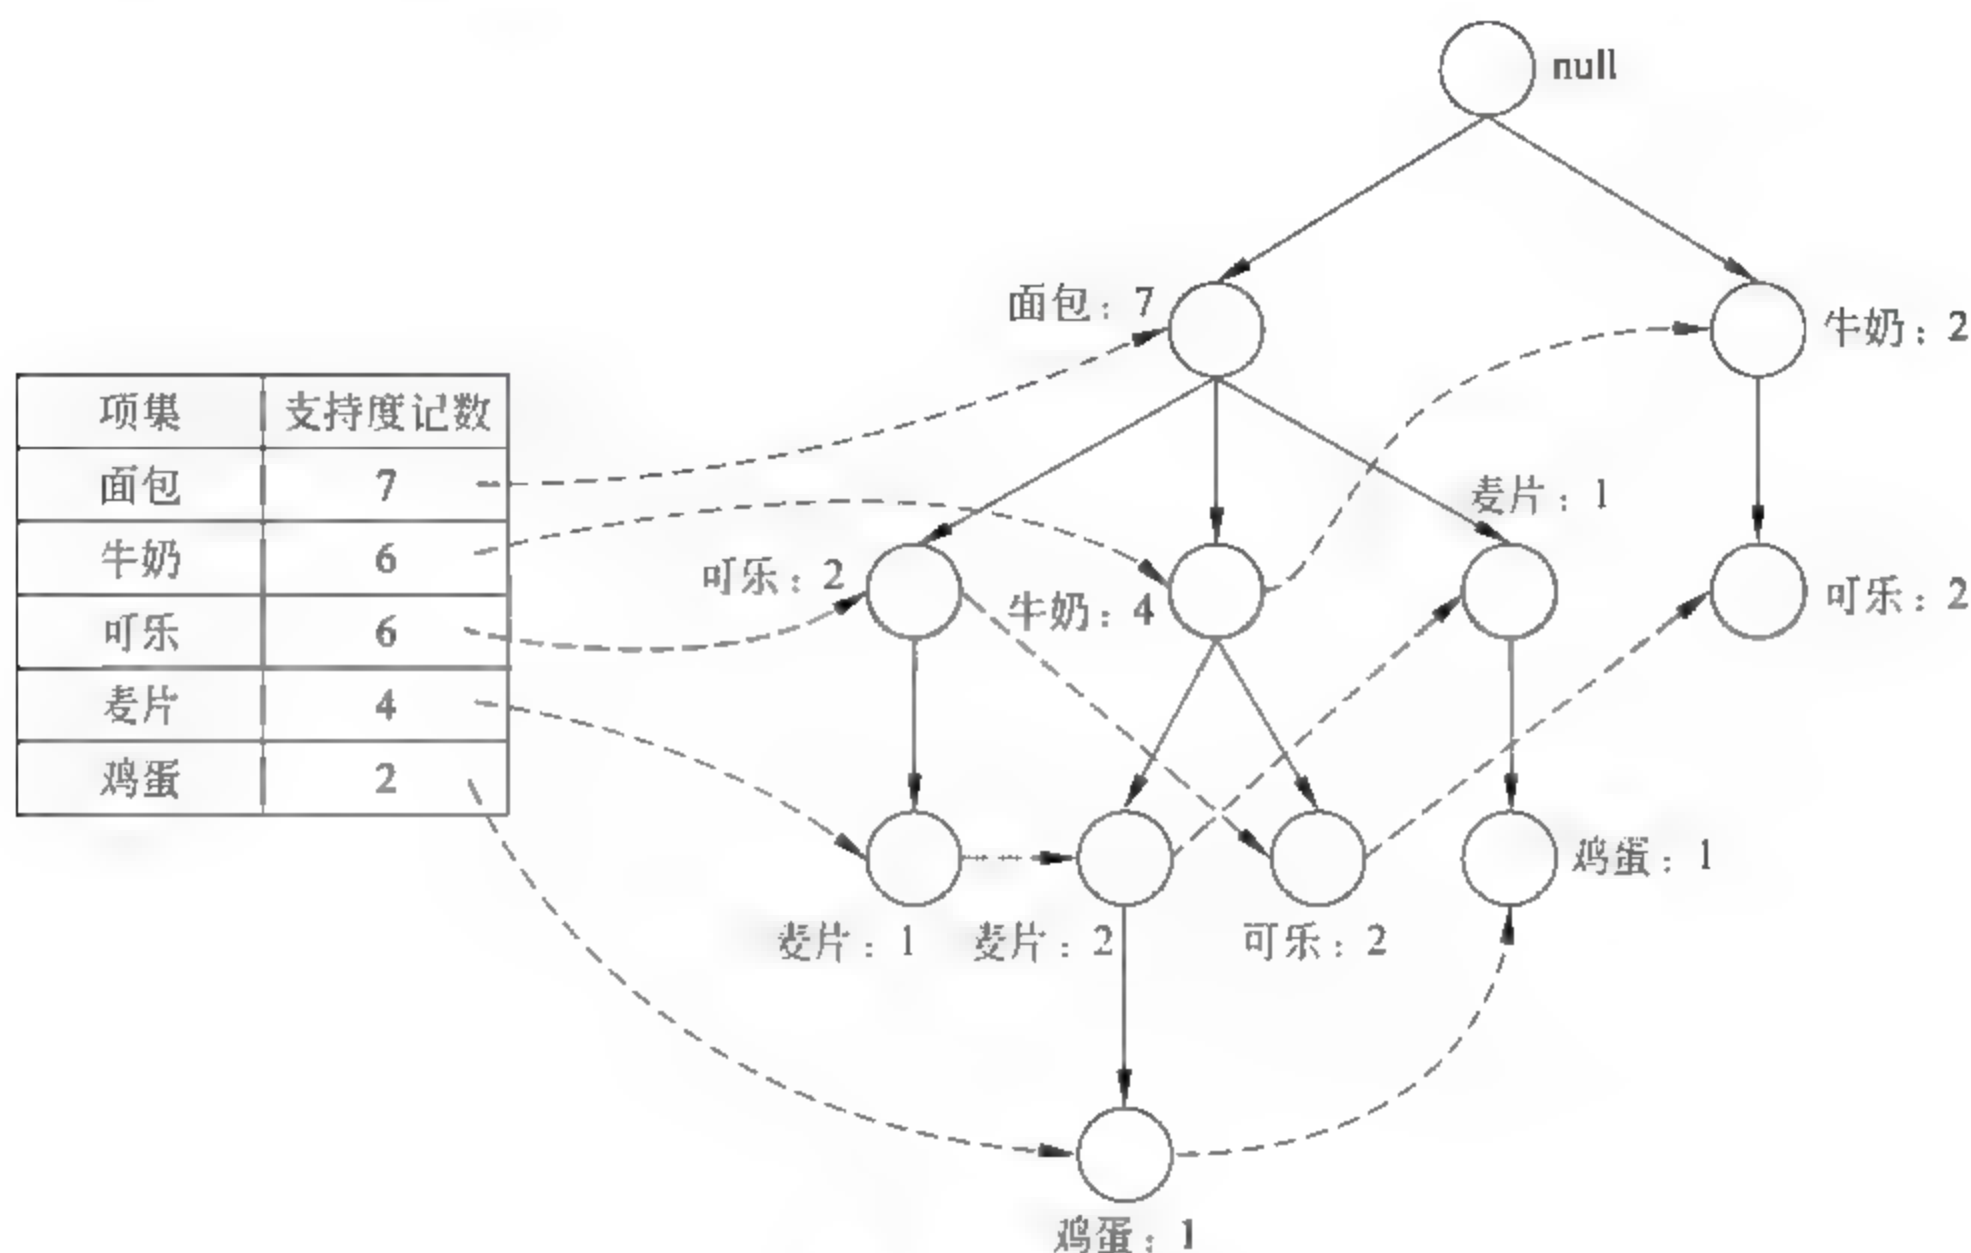 null
面包：7
牛奶：2
项集 支持度记数
面包 7
牛奶 6
可乐 6
麦片 4
鸡蛋 2
麦片：1
可乐：2
牛奶：4
可乐：2
鸡蛋：1
麦片：1
麦片：2
可乐：2
鸡蛋：1